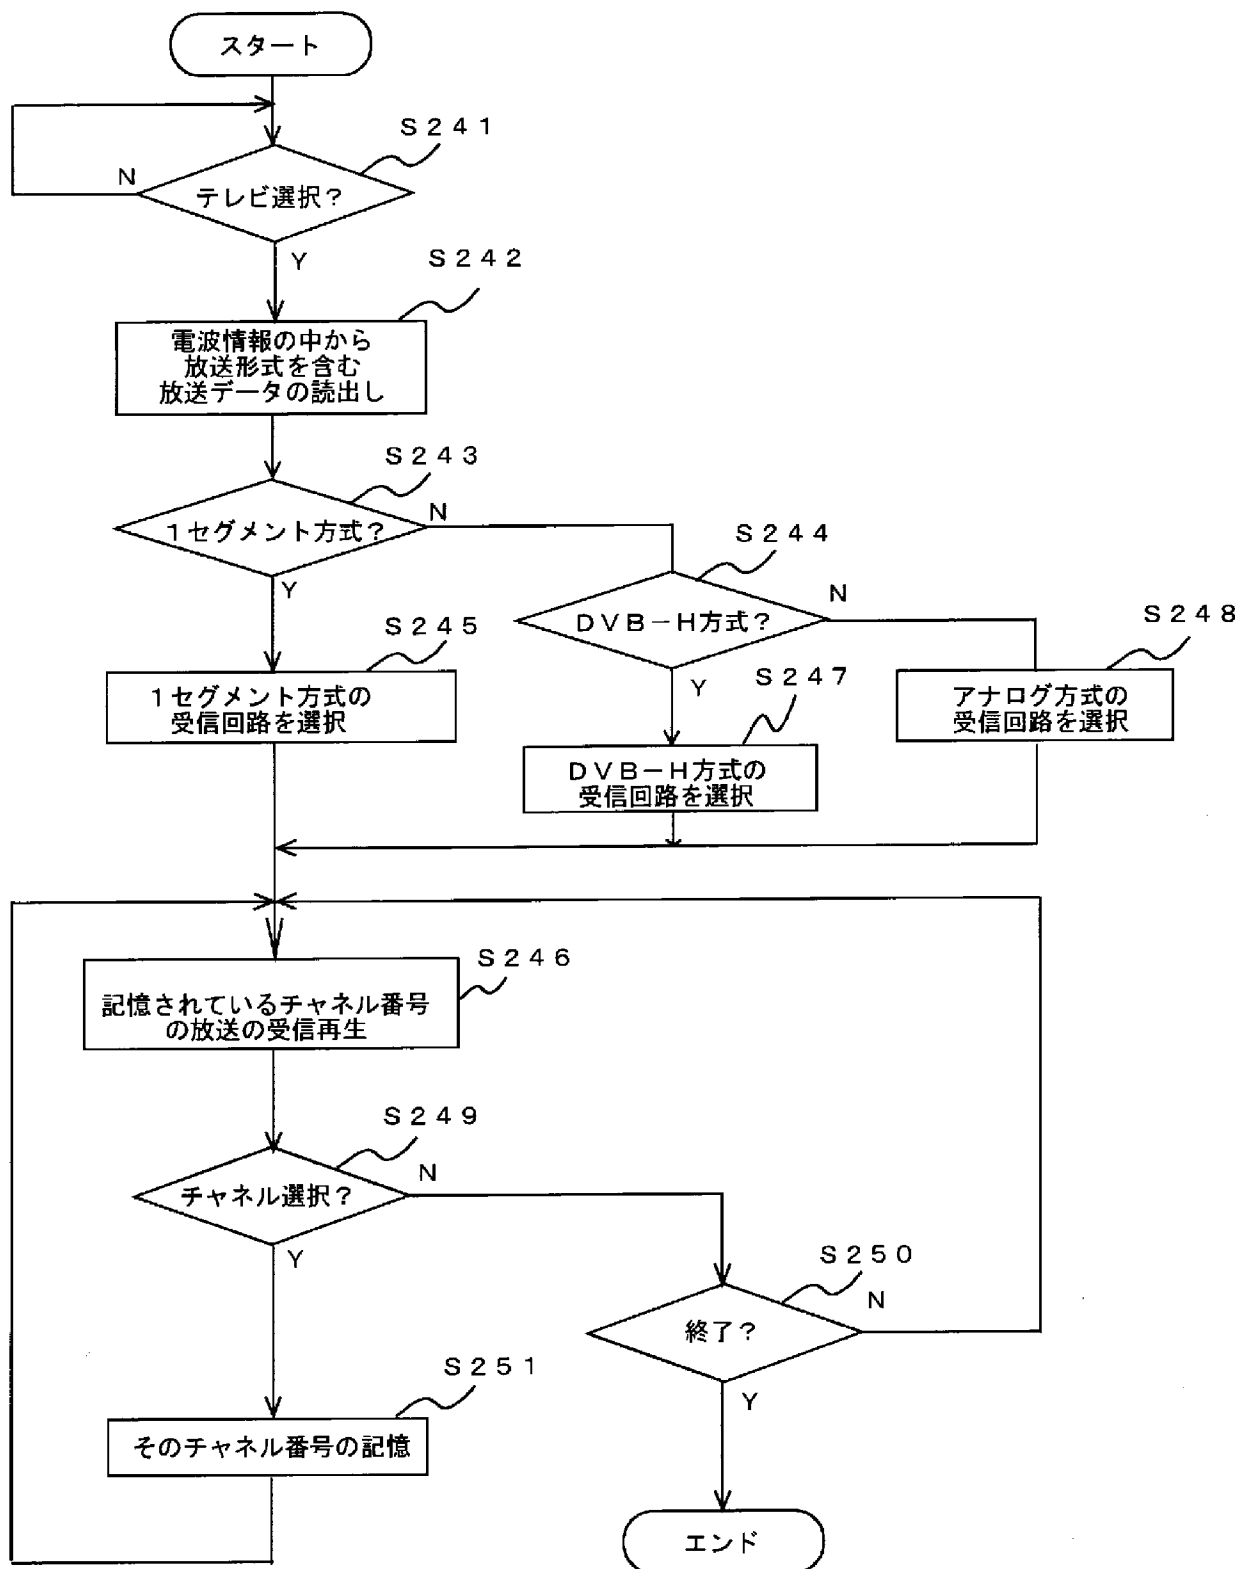 スタート
S241
N
テレビ選択?
Y
S242
電波情報の中から
放送形式を含む
放送データの読出し
S243
N
1セグメント方式?
Y
S244
N
DVB-H方式?
Y
S245
1セグメント方式の
受信回路を選択
S247
DVB-H方式の
受信回路を選択
S248
アナログ方式の
受信回路を選択
S246
記憶されているチャネル番号
の放送の受信再生
S249
N
チャネル選択?
Y
S250
N
終了?
Y
S251
そのチャネル番号の記憶
エンド